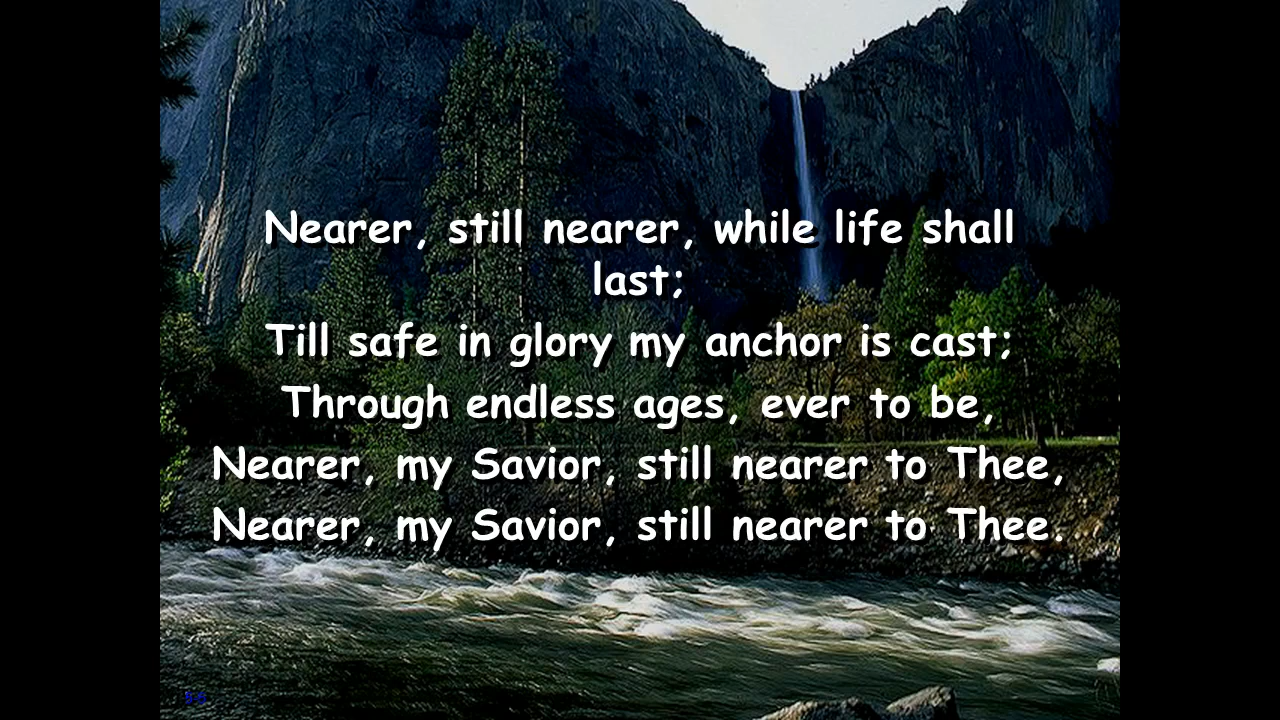 Nearer, still nearer, while life shall
last;
Till safe in glory my anchor is cast;
Through endless ages, ever to be,
Nearer, my Savior, still nearer to Thee,
Nearer, my Savior, still nearer to Thee.